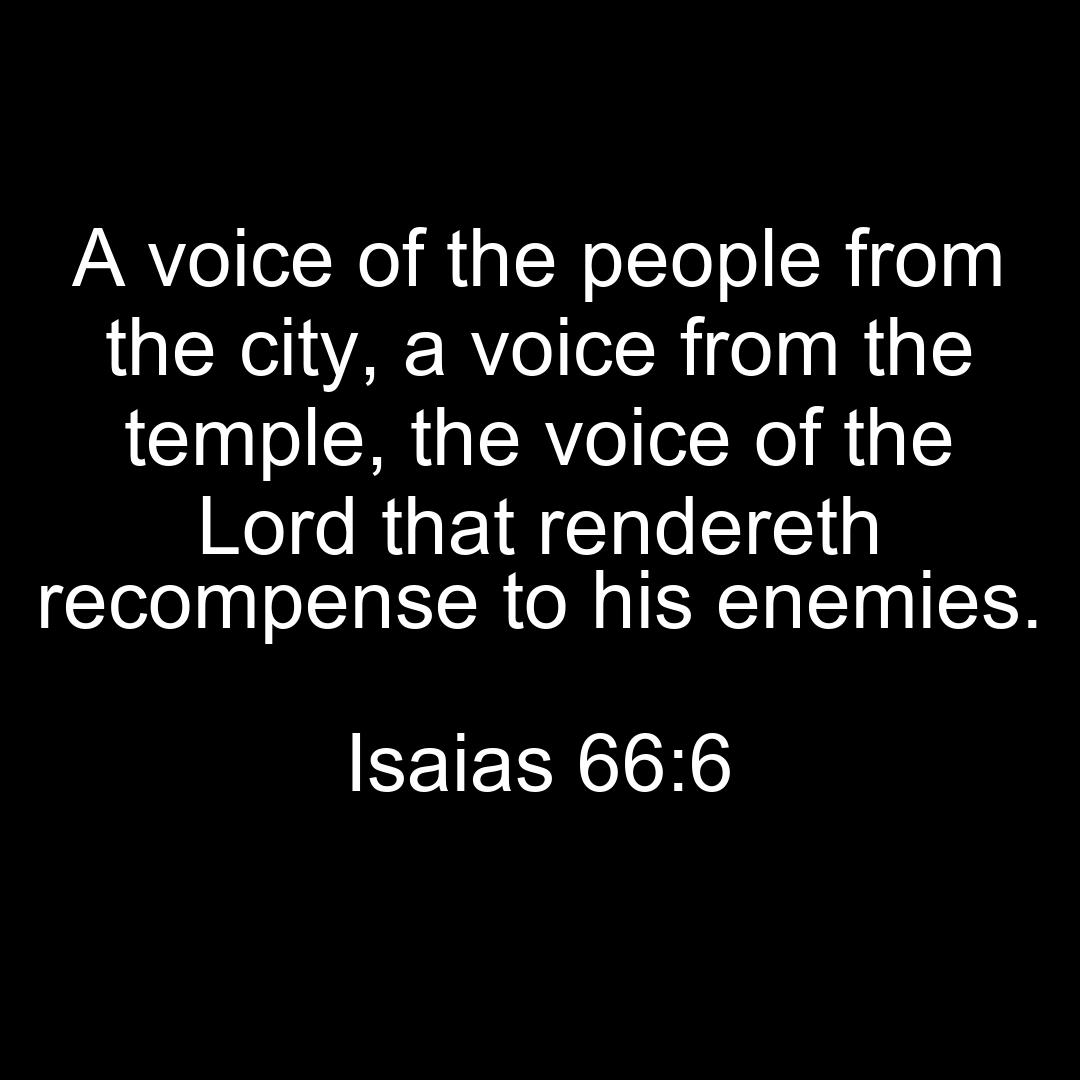 A voice of the people from
the city, a voice from the
temple, the voice of the
Lord that rendereth
recompense to his enemies.
Isaias 66:6